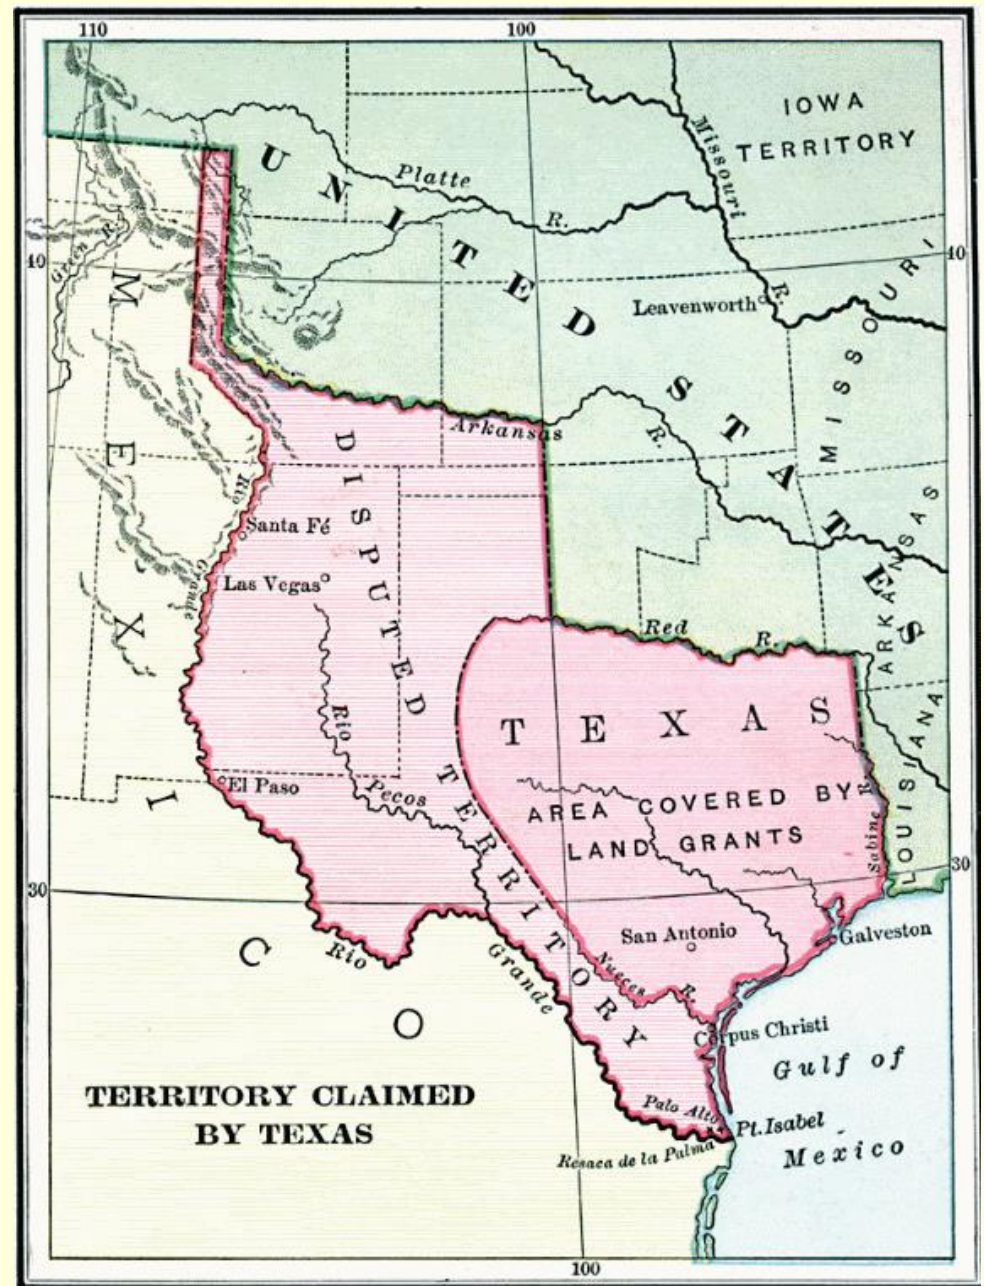 110
100
IOWA
TERRITORY
Missouri
R.
UNITED STATES
Platte
R.
40
40
Green R.
Leavenworth
MISSOURI
MEXICO
Arkansas
R.
DISPUTED TERRITORY
Rio
Grande
Santa Fé
Las Vegas
ARKANSAS
Red
R.
TEXAS
Rio
Pecos
El Paso
AREA COVERED BY
LAND GRANTS
Sabine R.
LOUISIANA
30
30
San Antonio
Galveston
Rio
Grande
Nueces
R.
Corpus Christi
Gulf of
Mexico
TERRITORY CLAIMED
BY TEXAS
Palo Alto
Pt. Isabel
Resaca de la Palma
100